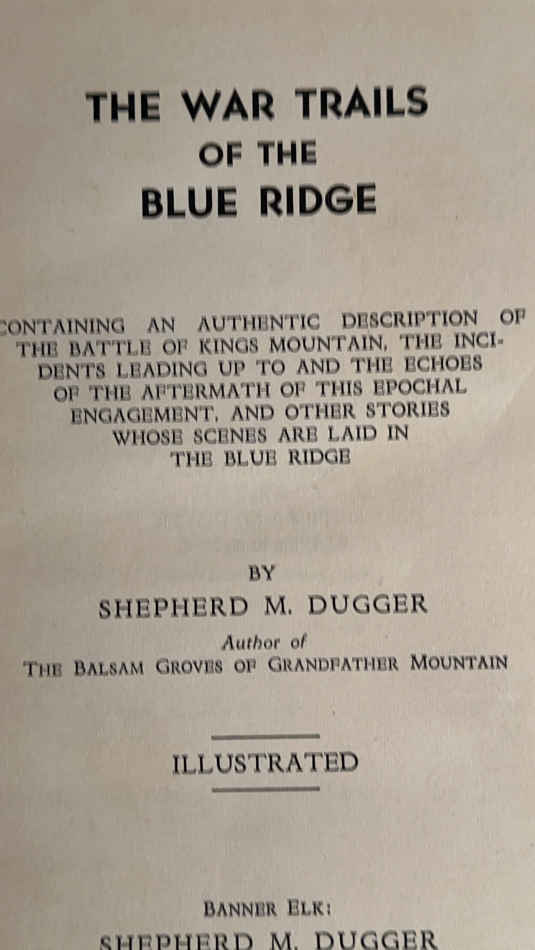 THE WAR TRAILS
OF THE
BLUE RIDGE
CONTAINING AN AUTHENTIC DESCRIPTION OF
THE BATTLE OF KINGS MOUNTAIN, THE INCI-
DENTS LEADING UP TO AND THE ECHOES
OF THE AFTERMATH OF THIS EPOCHAL
ENGAGEMENT, AND OTHER STORIES
WHOSE SCENES ARE LAID IN
THE BLUE RIDGE
BY
SHEPHERD M. DUGGER
Author of
THE BALSAM GROVES OF GRANDFATHER MOUNTAIN
ILLUSTRATED
BANNER ELK:
SHEPHERD M. DUGGER